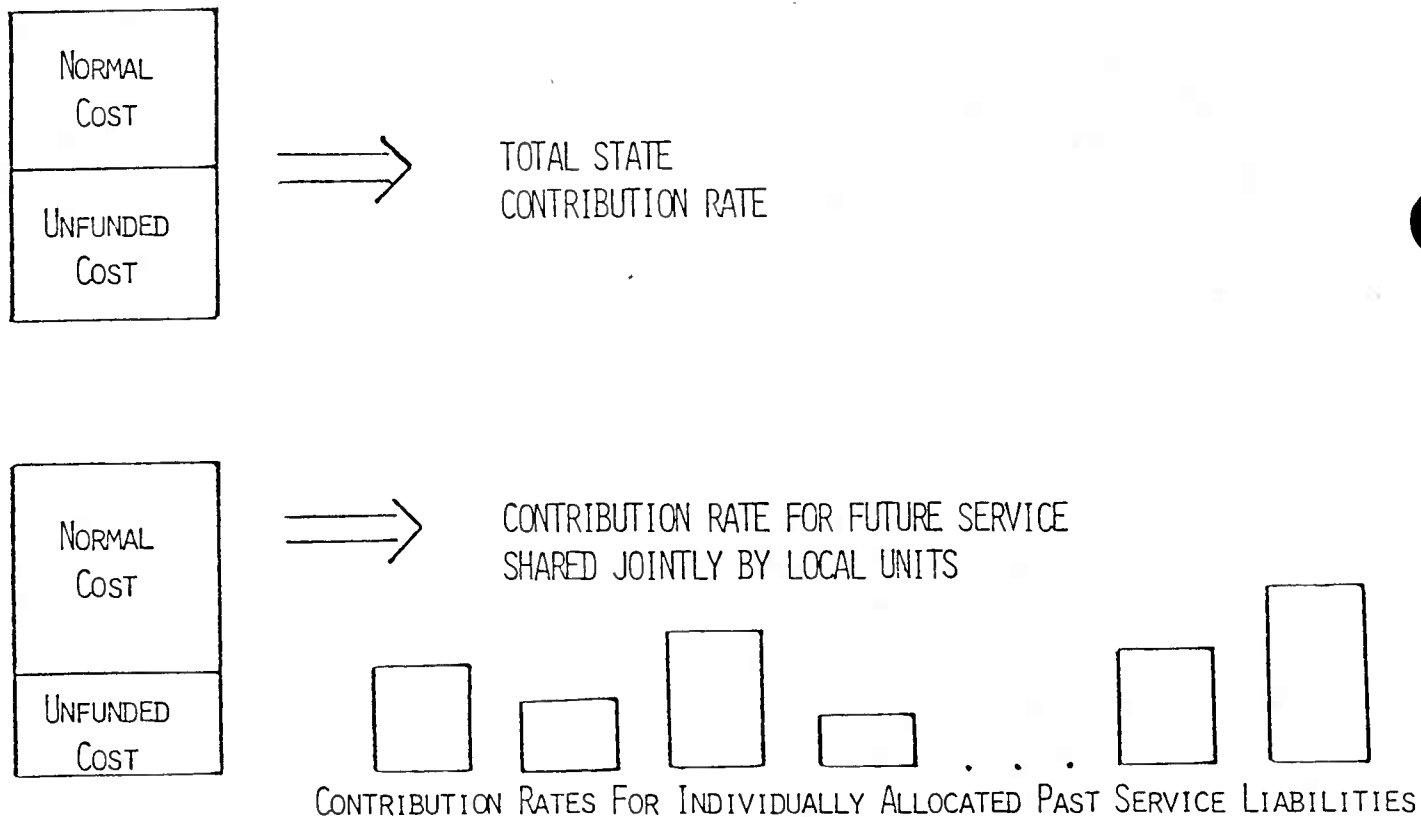 NORMAL
COST
TOTAL STATE
CONTRIBUTION RATE
UNFUNDED
COST
NORMAL
COST
CONTRIBUTION RATE FOR FUTURE SERVICE
SHARED JOINTLY BY LOCAL UNITS
UNFUNDED
COST
. . .
CONTRIBUTION RATES FOR INDIVIDUALLY ALLOCATED PAST SERVICE LIABILITIES